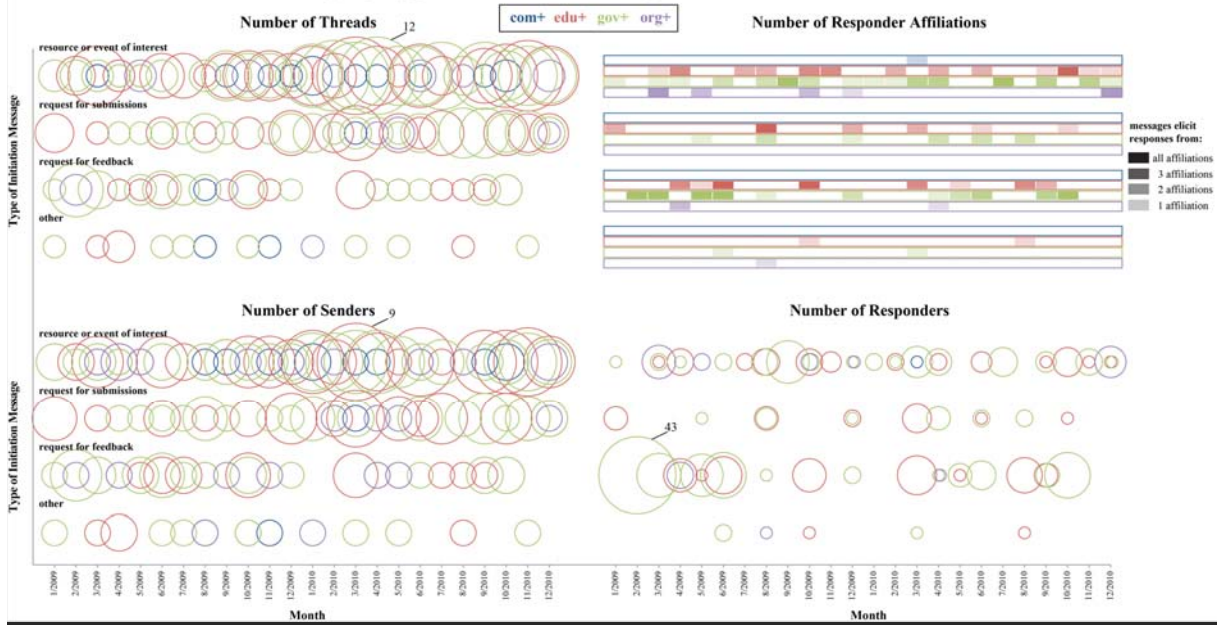 Number of Threads
com+ edu+ gov+ org+
Number of Responder Affiliations
12
resource or event of interest
request for submissions
request for feedback
other
Type of Initiation Message
messages elicit
responses from:
all affiliations
3 affiliations
2 affiliations
1 affiliation
Number of Senders
9
Number of Responders
resource or event of interest
request for submissions
request for feedback
43
other
Type of Initiation Message
1/2009 2/2009 3/2009 4/2009 5/2009 6/2009 7/2009 8/2009 9/2009 10/2009 11/2009 12/2009 1/2010 2/2010 3/2010 4/2010 5/2010 6/2010 7/2010 8/2010 9/2010 10/2010 11/2010 12/2010
1/2009 2/2009 3/2009 4/2009 5/2009 6/2009 7/2009 8/2009 9/2009 10/2009 11/2009 12/2009 1/2010 2/2010 3/2010 4/2010 5/2010 6/2010 7/2010 8/2010 9/2010 10/2010 11/2010 12/2010
Month
Month